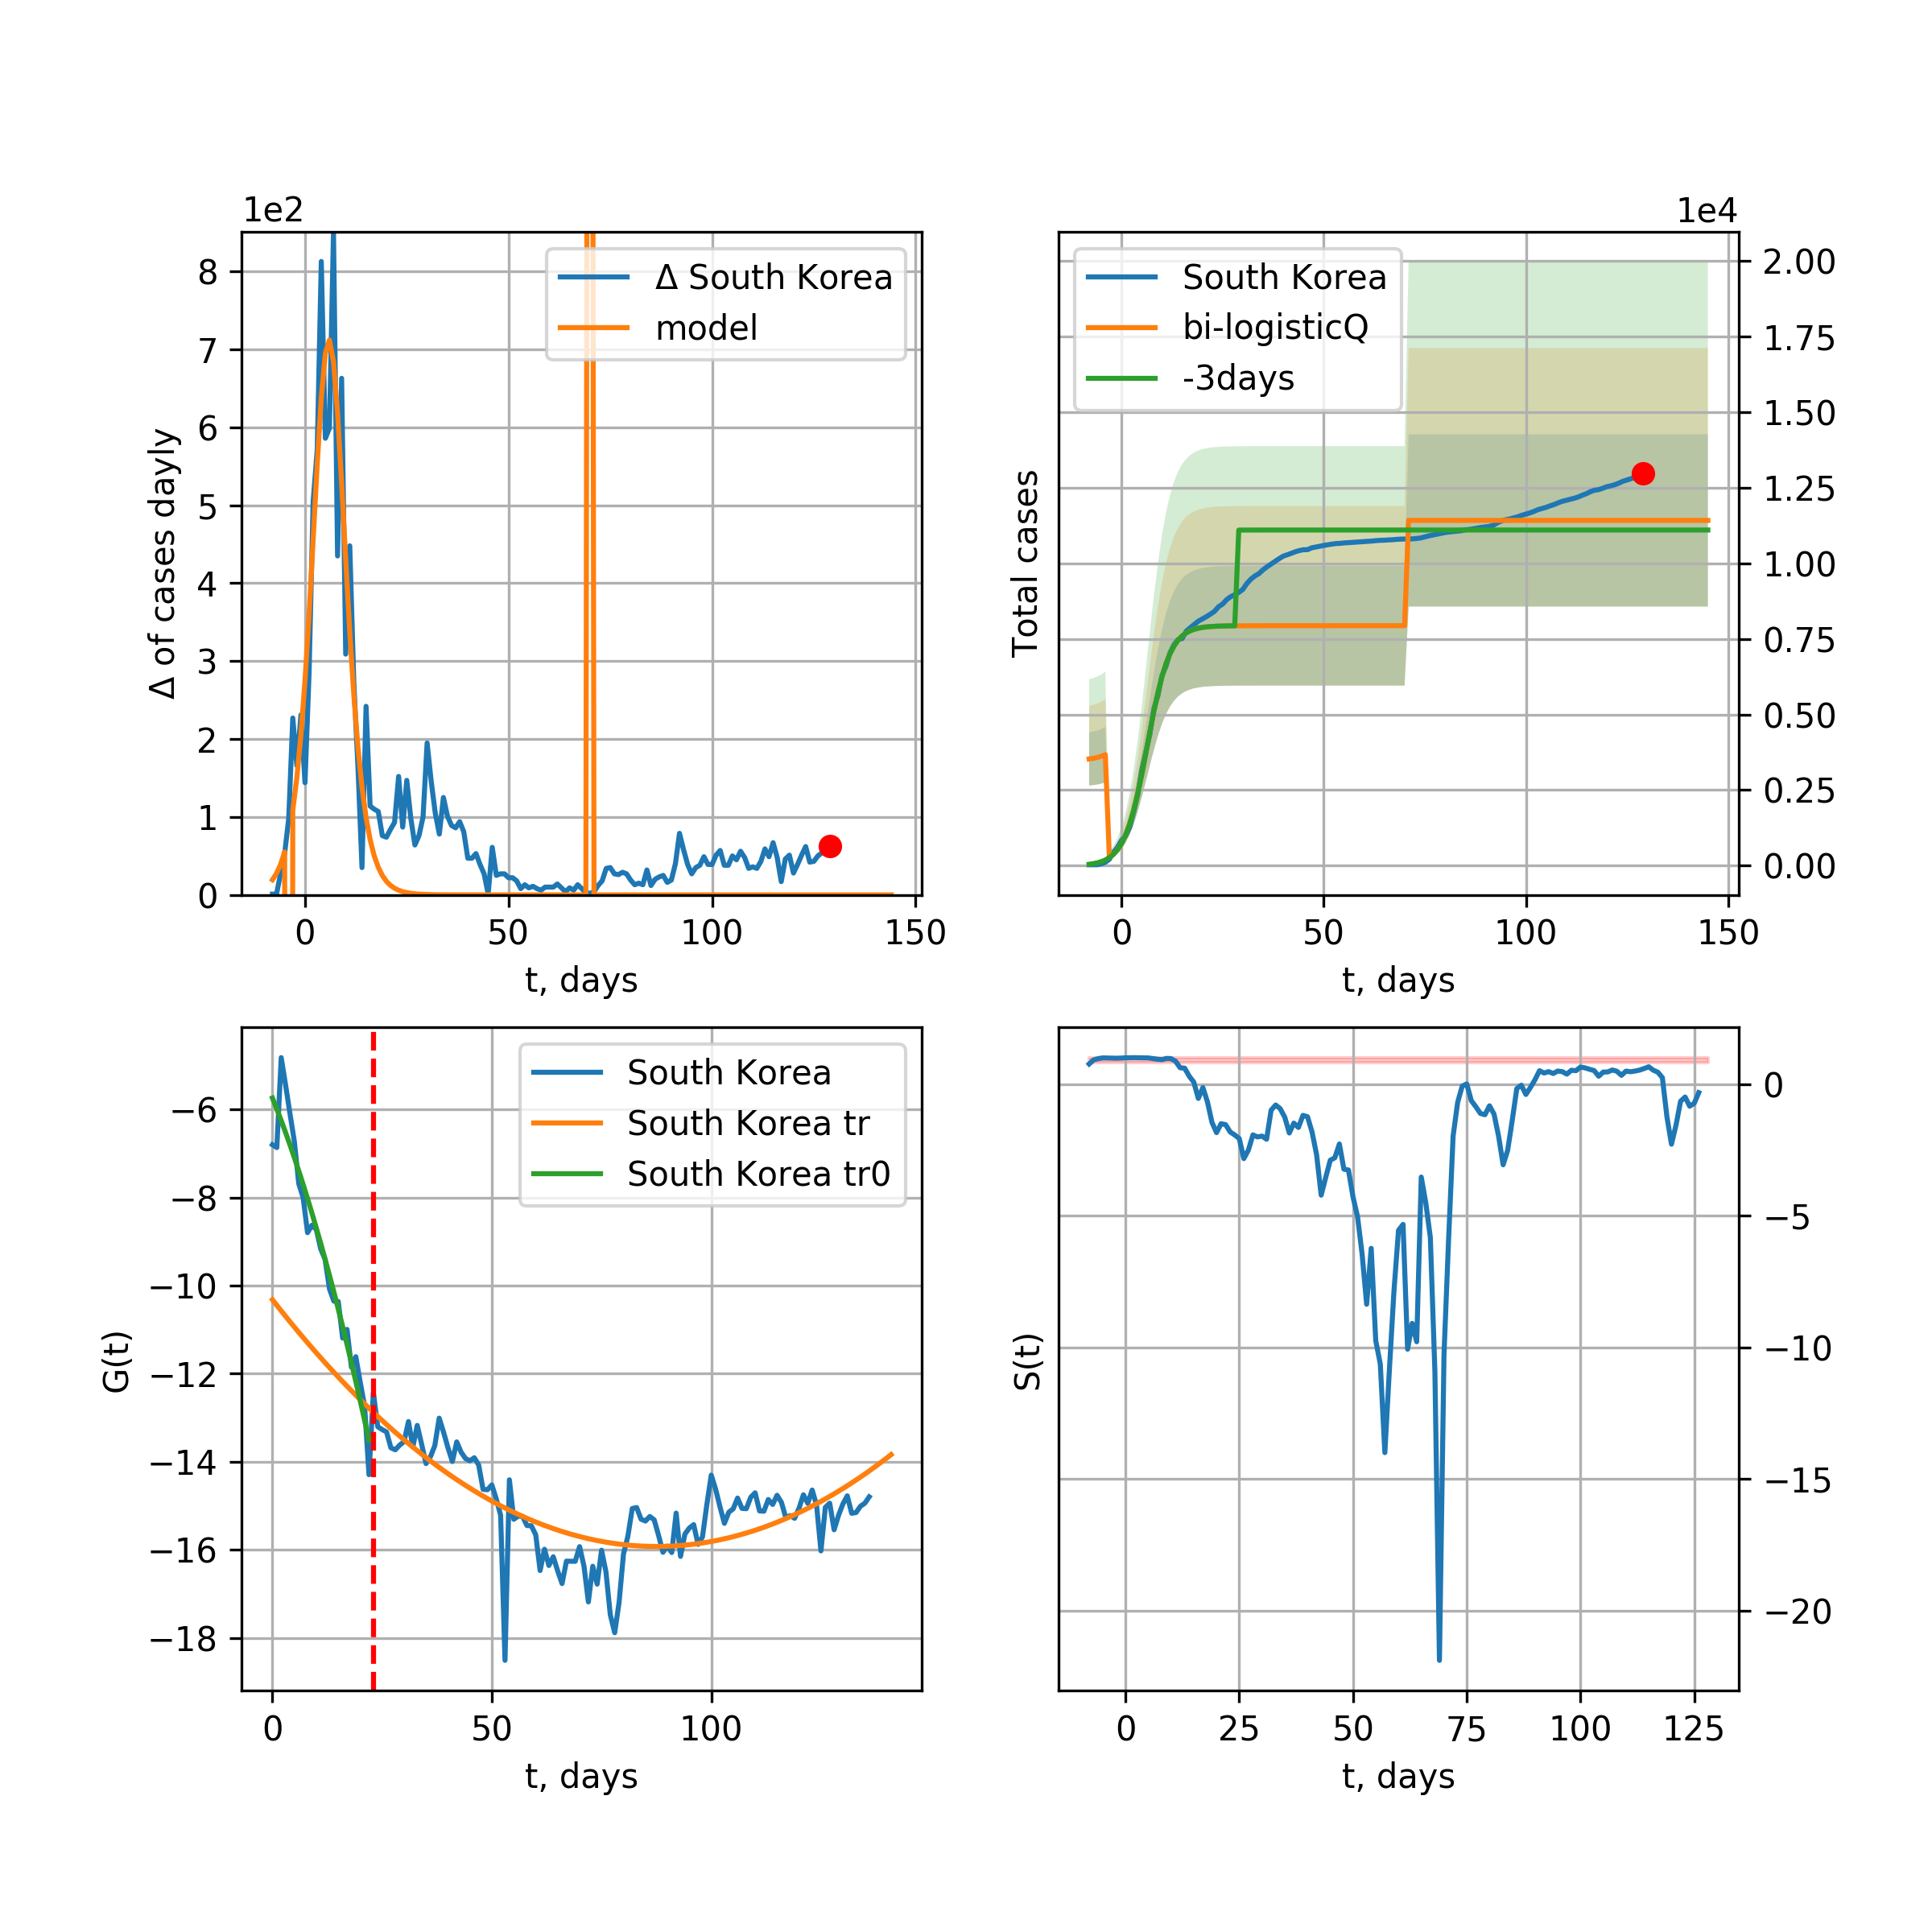 1e2
8
7
6
5
4
3
2
1
0
Δ of cases dayly
Δ South Korea
model
0 50 100 150
t, days
1e4
South Korea
bi-logisticQ
-3days
Total cases
2.00
1.75
1.50
1.25
1.00
0.75
0.50
0.25
0.00
0 50 100 150
t, days
−6
−8
−10
−12
−14
−16
−18
G(t)
South Korea
South Korea tr
South Korea tr0
0 50 100
t, days
S(t)
0
−5
−10
−15
−20
0 25 50 75 100 125
t, days